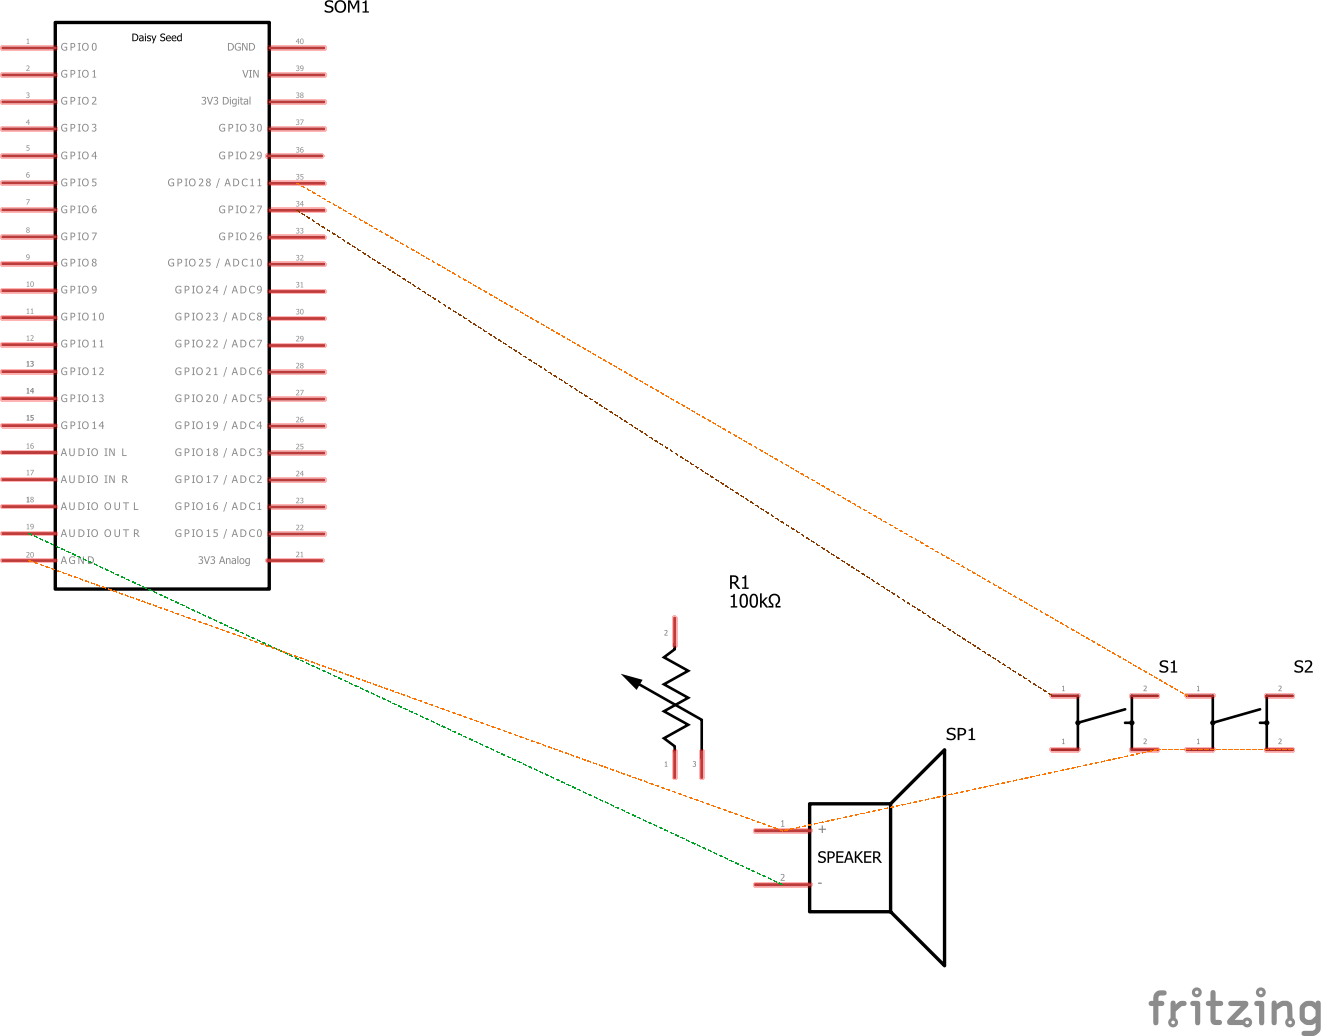 SOM1
Daisy Seed
1 GPIO0 DGND 40
2 GPIO1 VIN 39
3 GPIO2 3V3 Digital 38
4 GPIO3 GPIO30 37
5 GPIO4 GPIO29 36
6 GPIO5 GPIO28 / ADC11 35
7 GPIO6 GPIO27 34
8 GPIO7 GPIO26 33
9 GPIO8 GPIO25 / ADC10 32
10 GPIO9 GPIO24 / ADC9 31
11 GPIO10 GPIO23 / ADC8 30
12 GPIO11 GPIO22 / ADC7 29
13 GPIO12 GPIO21 / ADC6 28
14 GPIO13 GPIO20 / ADC5 27
15 GPIO14 GPIO19 / ADC4 26
16 AUDIO IN L GPIO18 / ADC3 25
17 AUDIO IN R GPIO17 / ADC2 24
18 AUDIO OUT L GPIO16 / ADC1 23
19 AUDIO OUT R GPIO15 / ADC0 22
20 AGND 3V3 Analog 21
R1
100kΩ
2
1 3
S1 S2
1 2 1 2
1 2 1 2
SP1
1 +
SPEAKER
2 -
fritzing